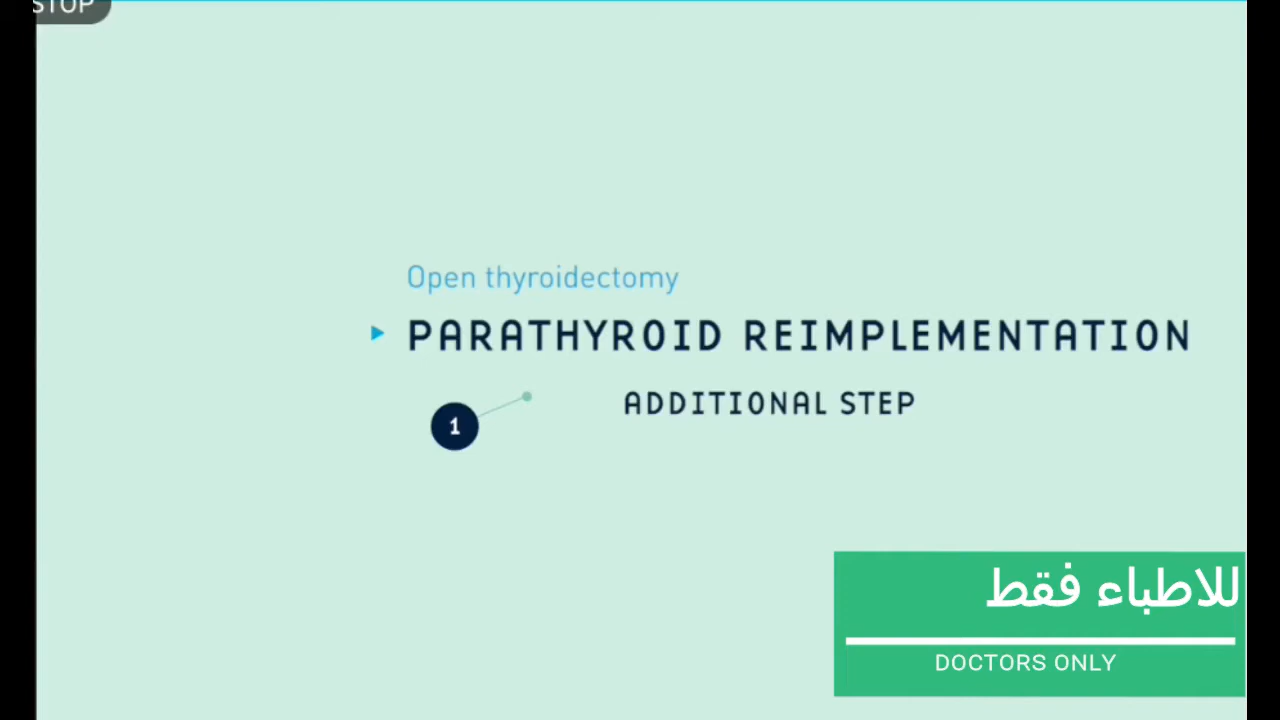 STOP
Open thyroidectomy
PARATHYROID REIMPLEMENTATION
1
ADDITIONAL STEP
للاطباء فقط
DOCTORS ONLY